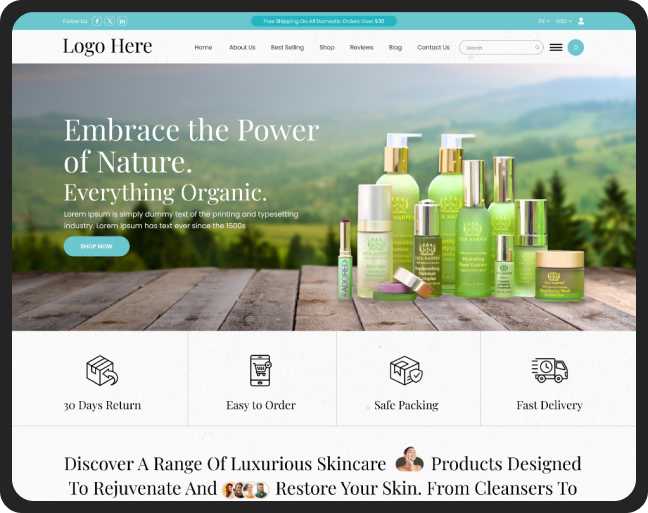 Follow Us:
Free Shipping On All Domestic Orders Over $30
EN
USD
Logo Here
Home
About Us
Best Selling
Shop
Reviews
Blog
Contact Us
Search
Embrace the Power
of Nature.
Everything Organic.
Lorem Ipsum is simply dummy text of the printing and typesetting
industry. Lorem Ipsum has text ever since the 1500s
SHOP NOW
TATA HARPER
30 Days Return
Easy to Order
Safe Packing
Fast Delivery
Discover A Range Of Luxurious Skincare Products Designed
To Rejuvenate And Restore Your Skin. From Cleansers To